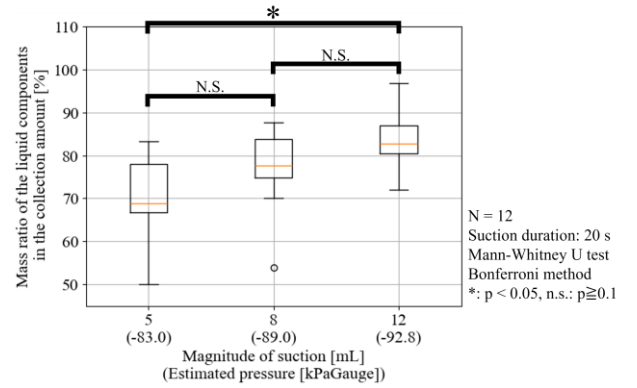 *
N.S.
N.S.
Mass ratio of the liquid components
in the collection amount [%]
110
100
90
80
70
60
50
5
(-83.0)
8
(-89.0)
12
(-92.8)
Magnitude of suction [mL]
(Estimated pressure [kPaGauge])
N = 12
Suction duration: 20 s
Mann-Whitney U test
Bonferroni method
*: p < 0.05, n.s.: p≧0.1